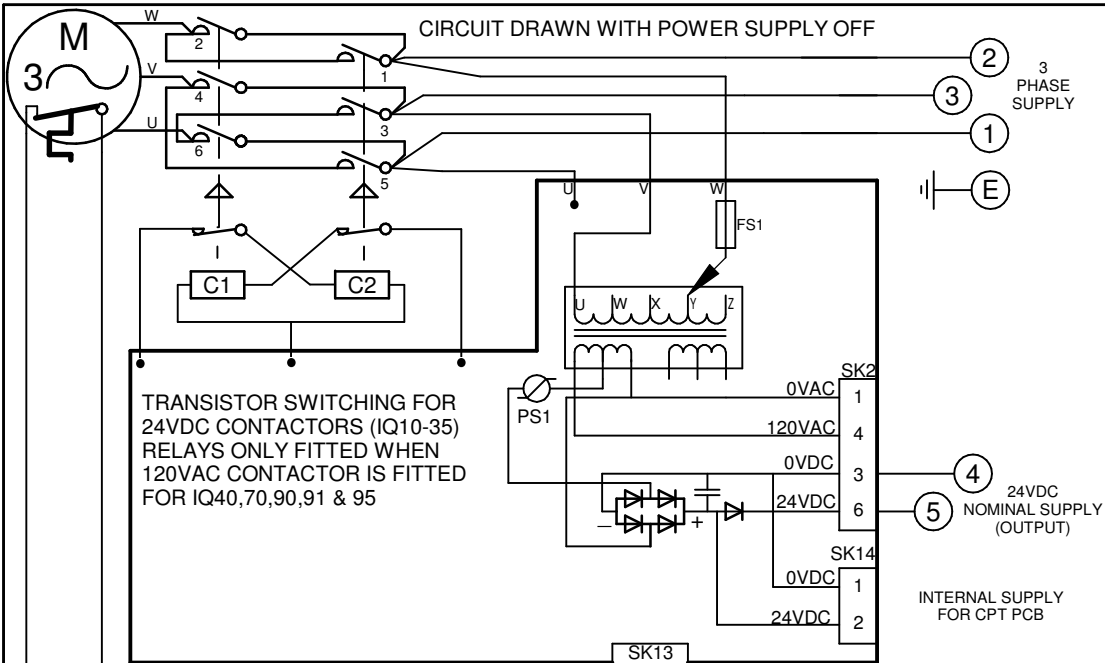 CIRCUIT DRAWN WITH POWER SUPPLY OFF
M
3
W
V
U
2
4
6
1
3
5
2
3
1
E
3
PHASE
SUPPLY
U
V
W
FS1
C1
C2
U W X Y Z
PS1
TRANSISTOR SWITCHING FOR
24VDC CONTACTORS (IQ10-35)
RELAYS ONLY FITTED WHEN
120VAC CONTACTOR IS FITTED
FOR IQ40,70,90,91 & 95
SK2
0VAC 1
120VAC 4
0VDC 3
24VDC 6
4
5
24VDC
NOMINAL SUPPLY
(OUTPUT)
– +
SK14
0VDC 1
24VDC 2
INTERNAL SUPPLY
FOR CPT PCB
SK13